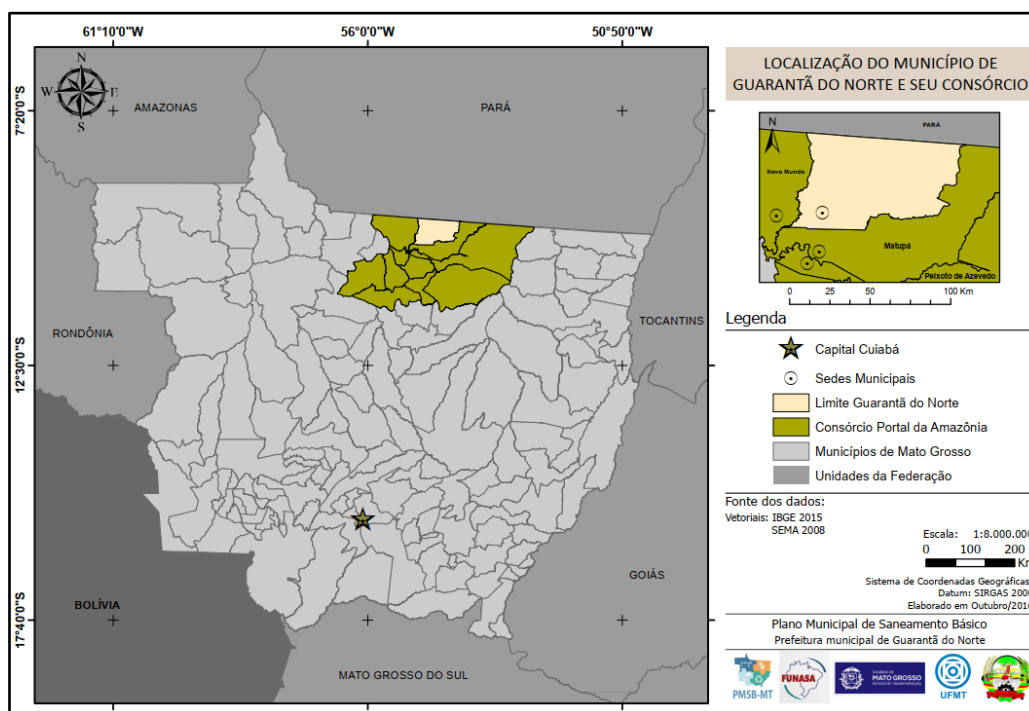 61°10'0"W
56°0'0"W
50°50'0"W
7°20'0"S
12°30'0"S
17°40'0"S
N
W
E
S
AMAZONAS
PARÁ
RONDÔNIA
TOCANTINS
BOLÍVIA
GOIÁS
MATO GROSSO DO SUL
LOCALIZAÇÃO DO MUNICÍPIO DE
GUARANTÃ DO NORTE E SEU CONSÓRCIO
N
PARÁ
Novo Mundo
Matupá
Peixoto de Azevedo
0 25 50 100 Km
Legenda
Capital Cuiabá
Sedes Municipais
Limite Guarantã do Norte
Consórcio Portal da Amazônia
Municípios de Mato Grosso
Unidades da Federação
Fonte dos dados:
Vetoriais: IBGE 2015
SEMA 2008
Escala: 1:8.000.000
0 100 200
Km
Sistema de Coordenadas Geográficas
Datum: SIRGAS 2000
Elaborado em Outubro/2016
Plano Municipal de Saneamento Básico
Prefeitura municipal de Guarantã do Norte
PMSB-MT
FUNASA
MATO GROSSO
UFMT